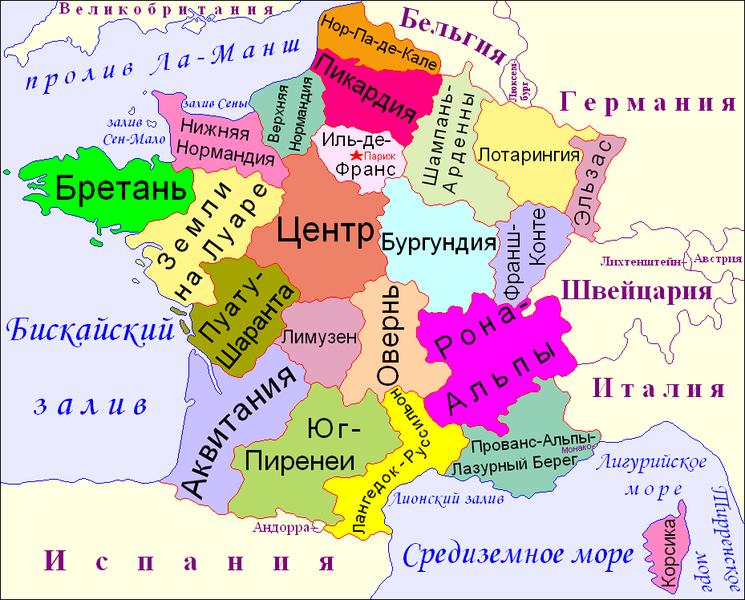 Великобритания
Бельгия
пролив Ла-Манш
Нор-Па-де-Кале
Люксем-
бург
Пикардия
Германия
залив Сены
Верхняя
Нормандия
залив
Сен-Мало
Нижняя
Нормандия
Иль-де-
Париж
Франс
Шампань-
Арденны
Лотарингия
Эльзас
Бретань
Земли
на Луаре
Центр
Бургундия
Франш-
Конте
Лихтенштейн
Австрия
Швейцария
Пуату-
Шаранта
Бискайский
залив
Лимузен
Овернь
Рона-
Альпы
Италия
Аквитания
Юг-
Пиренеи
Лангедок-Руссильон
Прованс-Альпы-
Монако
Лазурный Берег
Лигурийское
море
Лионский залив
Андорра
Испания
Средиземное море
Корсика
Тирренское
море